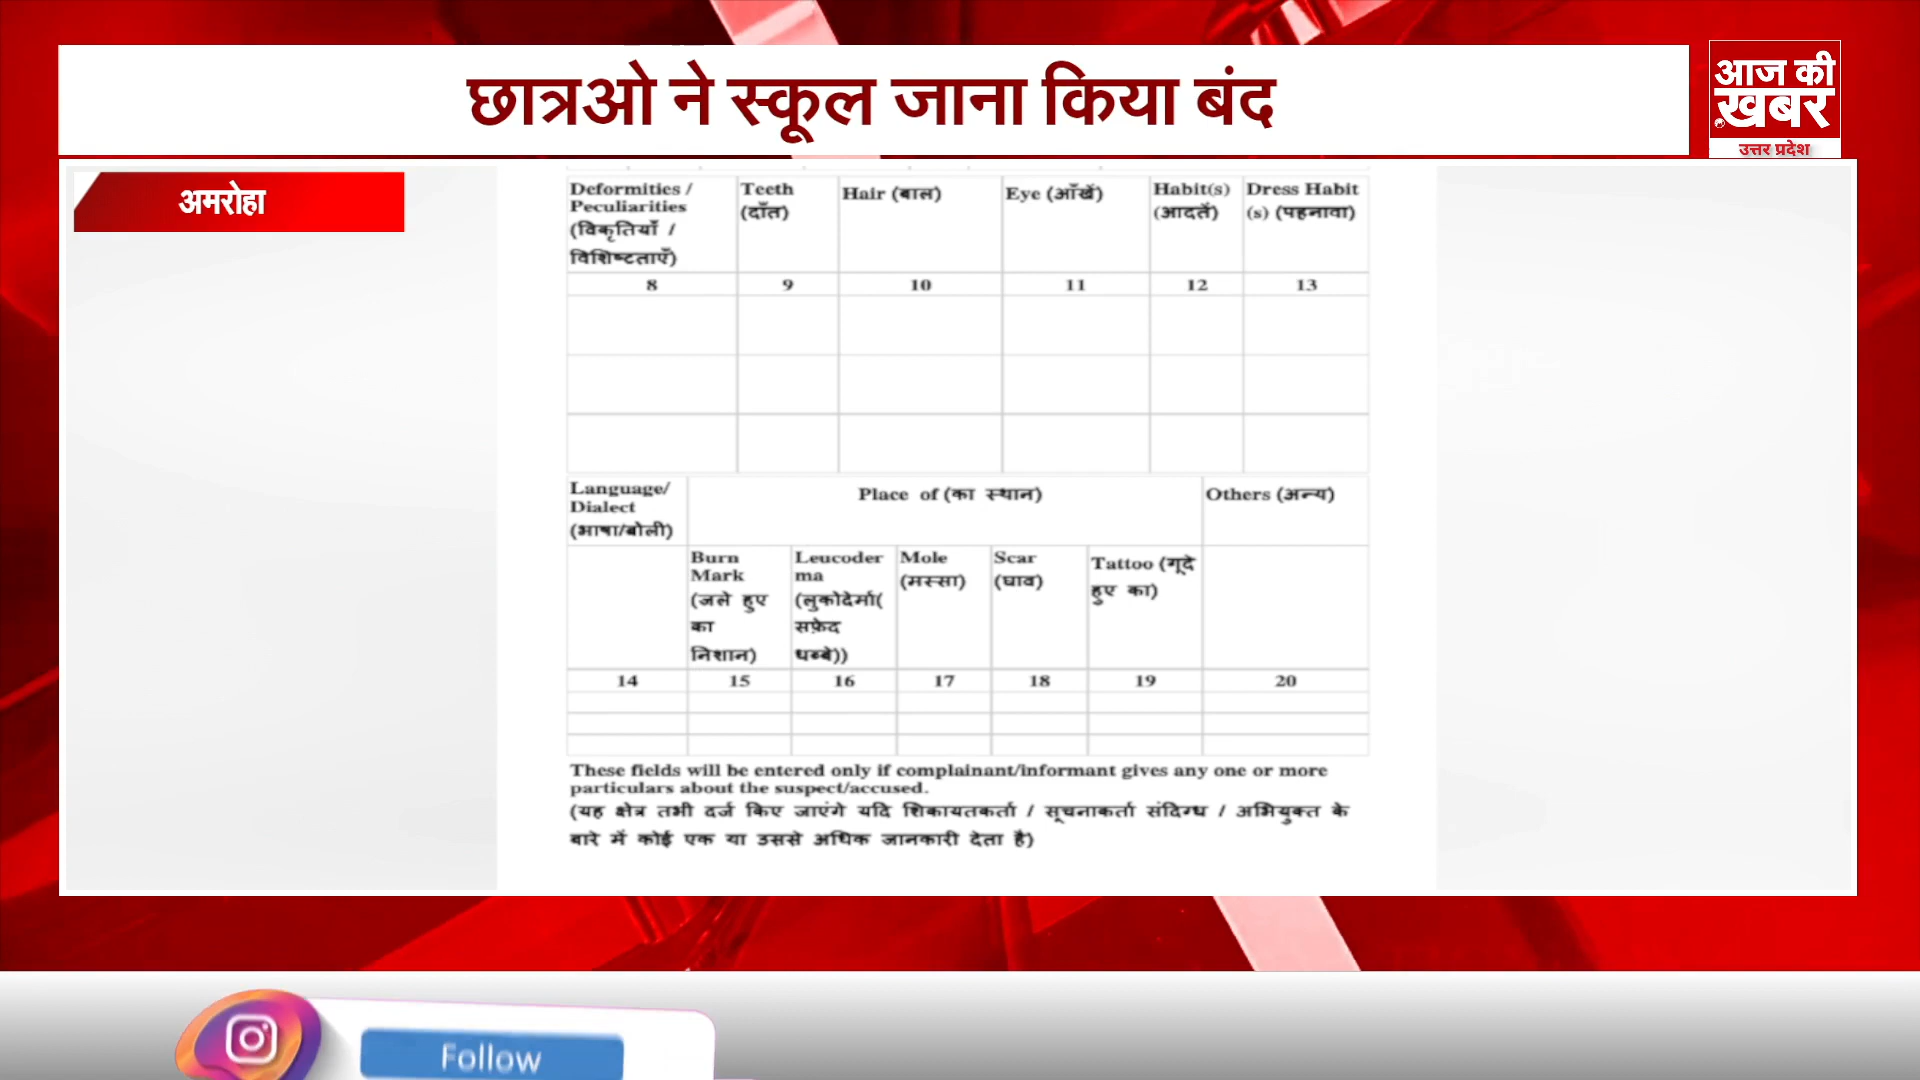 छात्रओ ने स्कूल जाना किया बंद
आज की
ख़बर
उत्तर प्रदेश
अमरोहा
Deformities /
Peculiarities
(विकृतियाँ /
विशिष्टताएँ)
Teeth
(दाँत)
Hair (बाल)
Eye (आँखें)
Habit(s)
(आदतें)
Dress Habit
(s) (पहनावा)
8 9 10 11 12 13
Language/
Dialect
(भाषा/बोली)
Place of (का स्थान)
Others (अन्य)
Burn
Mark
(जले हुए
का
निशान)
Leucoder
ma
(लुकोदेर्मा(
सफ़ेद
धब्बे))
Mole
(मस्सा)
Scar
(घाव)
Tattoo (गूदे
हुए का)
14 15 16 17 18 19 20
These fields will be entered only if complainant/informant gives any one or more
particulars about the suspect/accused.
(यह क्षेत्र तभी दर्ज किए जाएंगे यदि शिकायतकर्ता / सूचनाकर्ता संदिग्ध / अभियुक्त के
बारे में कोई एक या उससे अधिक जानकारी देता है)
Follow